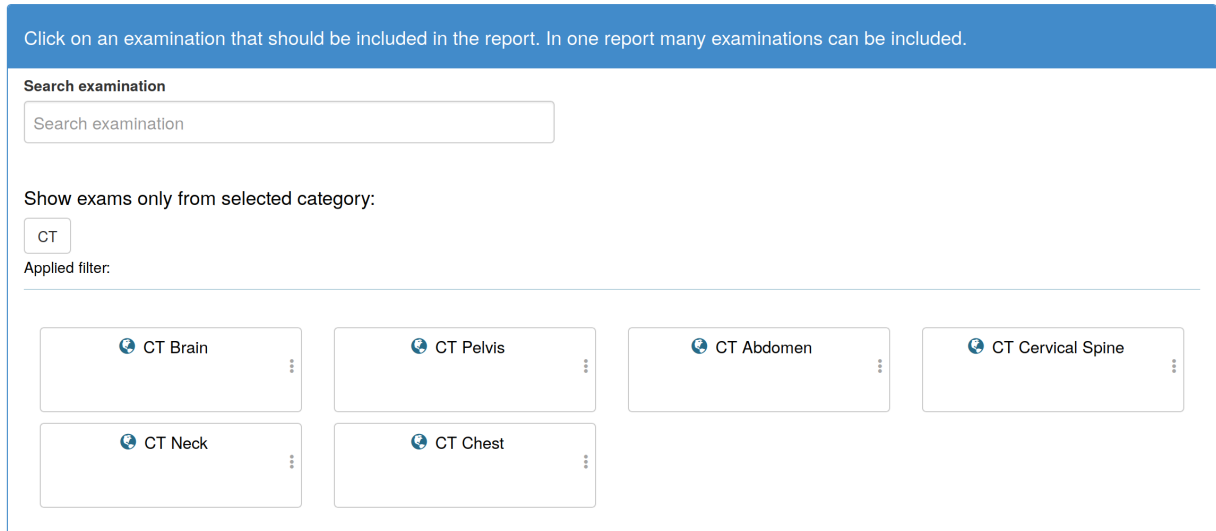 Click on an examination that should be included in the report. In one report many examinations can be included.
Search examination
Search examination
Show exams only from selected category:
CT
Applied filter:
CT Brain
CT Pelvis
CT Abdomen
CT Cervical Spine
CT Neck
CT Chest